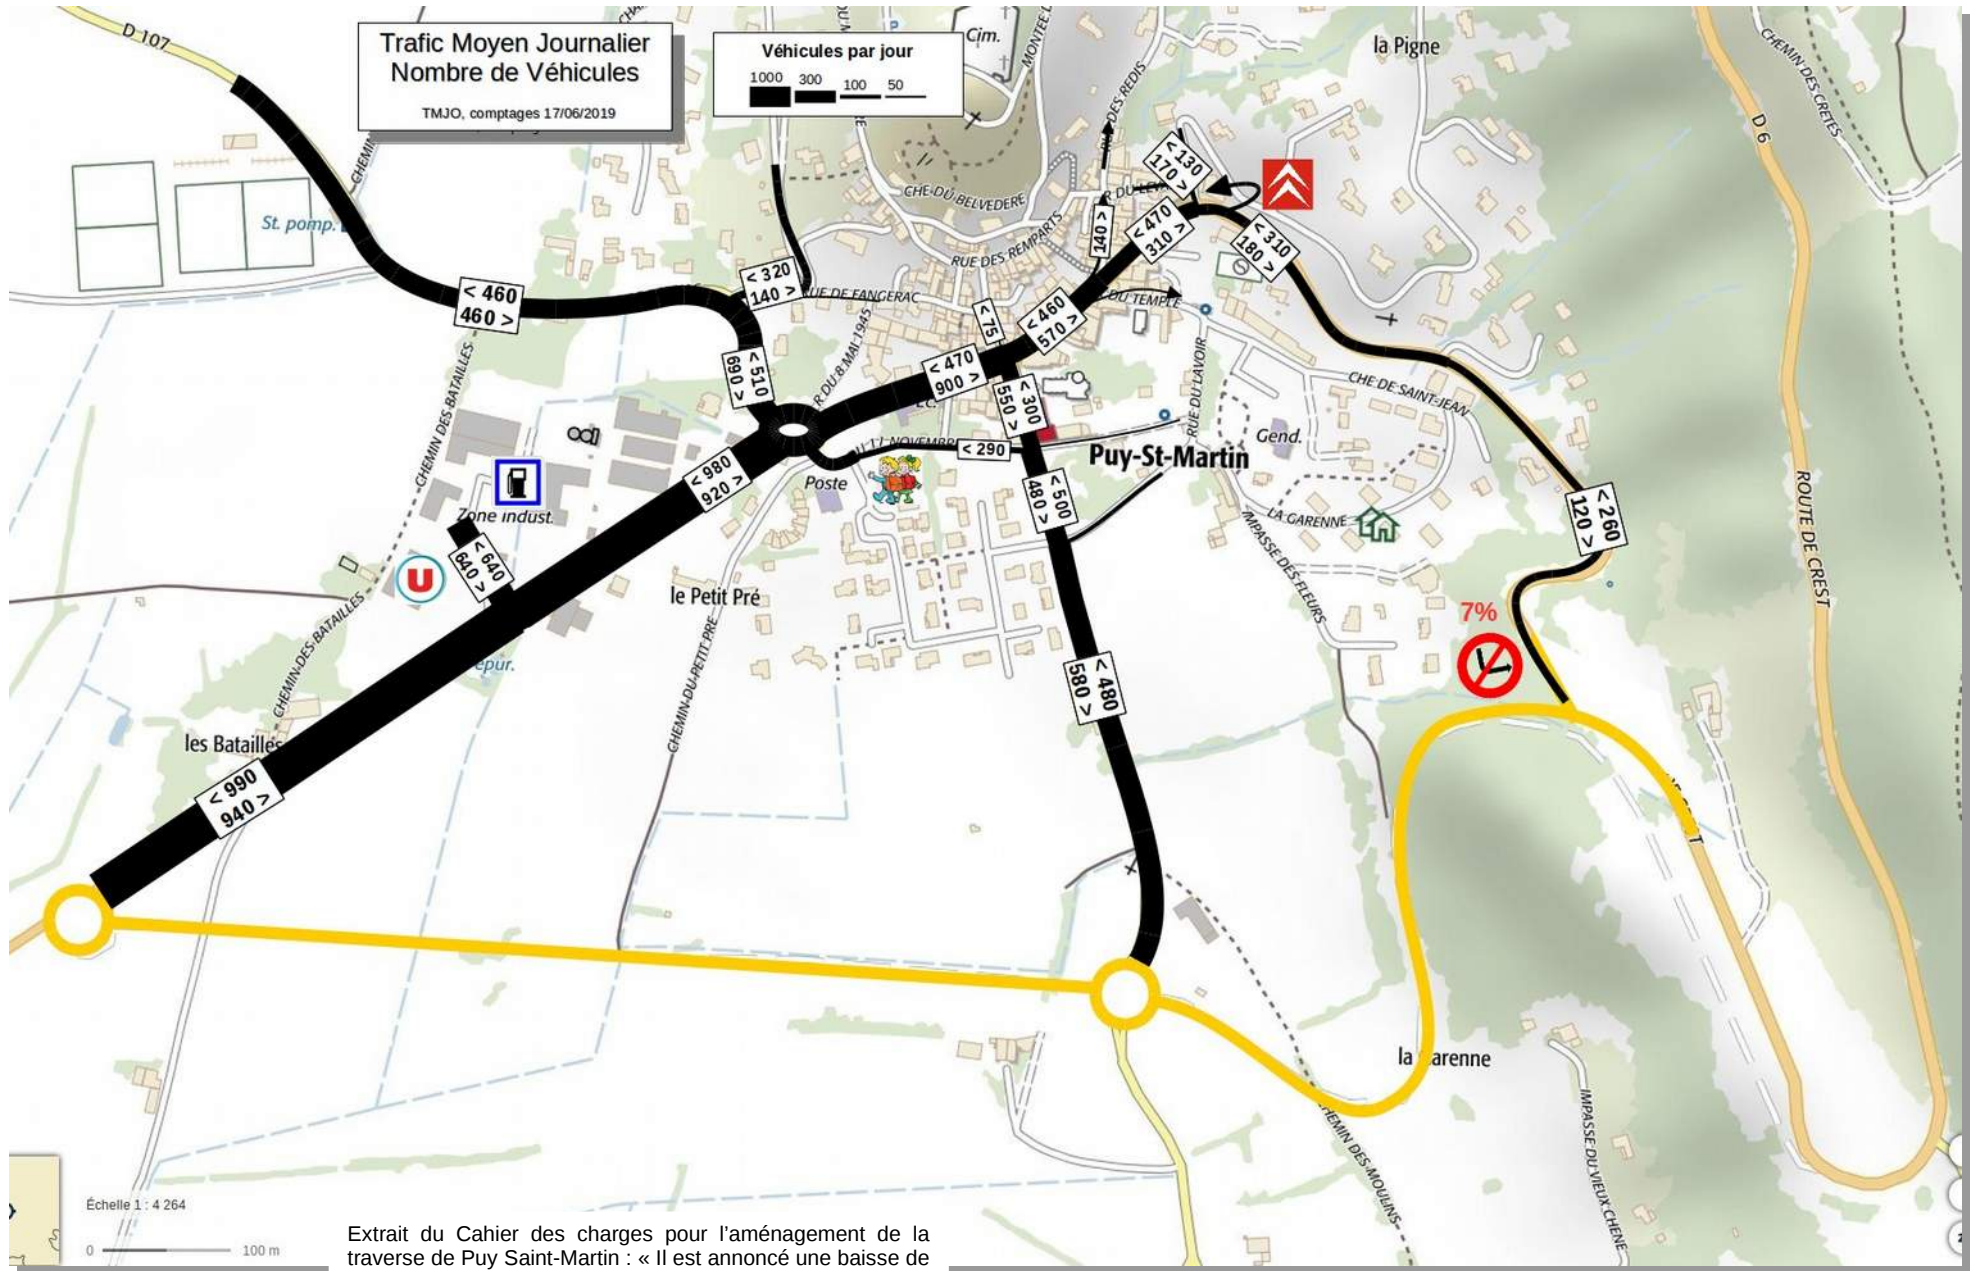 D 107
Trafic Moyen Journalier
Nombre de Véhicules
TMJO, comptages 17/06/2019
Véhicules par jour
1000 300 100 50
Cim.
la Pigne
CHEMIN DES CRETES
D 6
ROUTE DE CREST
St. pomp.
CHE DU BELVEDERE
RUE DES REMPARTS
< 130
170 >
140 >
< 470
310 >
< 310
180 >
< 320
140 >
UE DE FANGERAC
DU TEMPLE
< 460
460 >
< 75
< 460
570 >
< 510
690 >
R DU 8 MAI 1945
< 470
900 >
< 300
550 >
RUE DU LAVOIR
CHE DE SAINT-JEAN
CHEMIN DES BATAILLES
< 290
Puy-St-Martin
Gend.
< 980
920 >
Poste
Zone indust.
< 500
480 >
LA GARENNE
< 260
120 >
< 640
640 >
U
le Petit Pré
IMPASSE DES FLEURS
7%
épur.
CHEMIN-DES-BATAILLES
CHEMIN-DU-PETIT PRE
< 480
580 >
les Batailles
< 990
940 >
la Garenne
CHEMIN DES MOULINS
IMPASSE DU VIEUX CHENE
Échelle 1 : 4 264
0 100 m
Extrait du Cahier des charges pour l’aménagement de la
traverse de Puy Saint-Martin : « Il est annoncé une baisse de